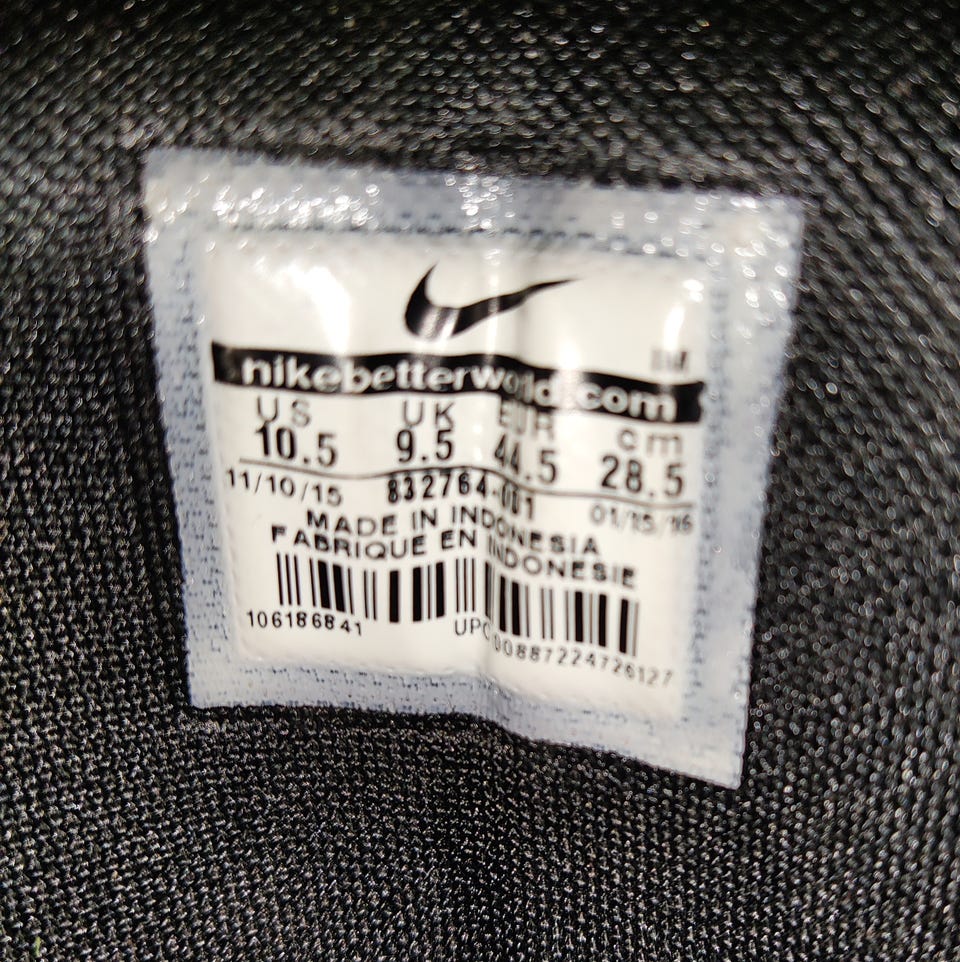 nikebetterworld.com
US UK EUR cm
10.5 9.5 44.5 28.5
11/10/15 832764-001 01/15/16
MADE IN INDONESIA
FABRIQUE EN INDONESIE
106186841 UPC 00887224726127